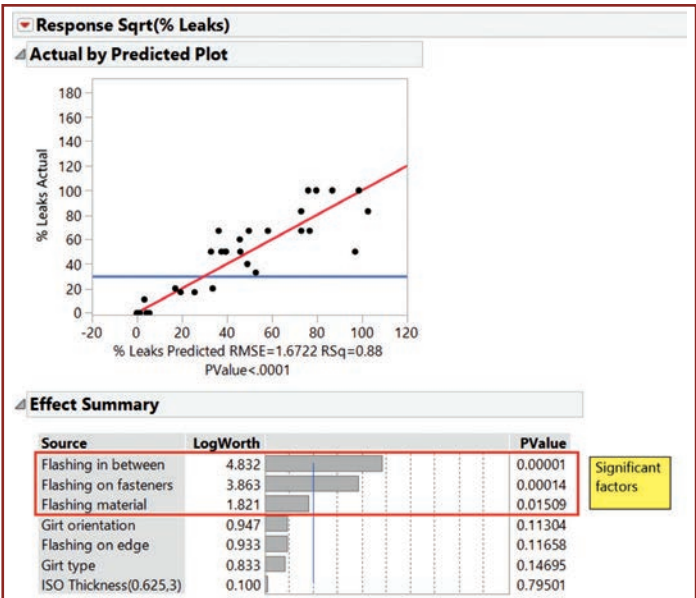 Response Sqrt(% Leaks)
Actual by Predicted Plot
% Leaks Actual
180
160
140
120
100
80
60
40
20
0
-20 0 20 40 60 80 100 120
% Leaks Predicted RMSE=1.6722 RSq=0.88
PValue<.0001
Effect Summary
Source LogWorth PValue
Flashing in between 4.832 0.00001
Flashing on fasteners 3.863 0.00014
Flashing material 1.821 0.01509
Girt orientation 0.947 0.11304
Flashing on edge 0.933 0.11658
Girt type 0.833 0.14695
ISO Thickness(0.625,3) 0.100 0.79501
Significant
factors